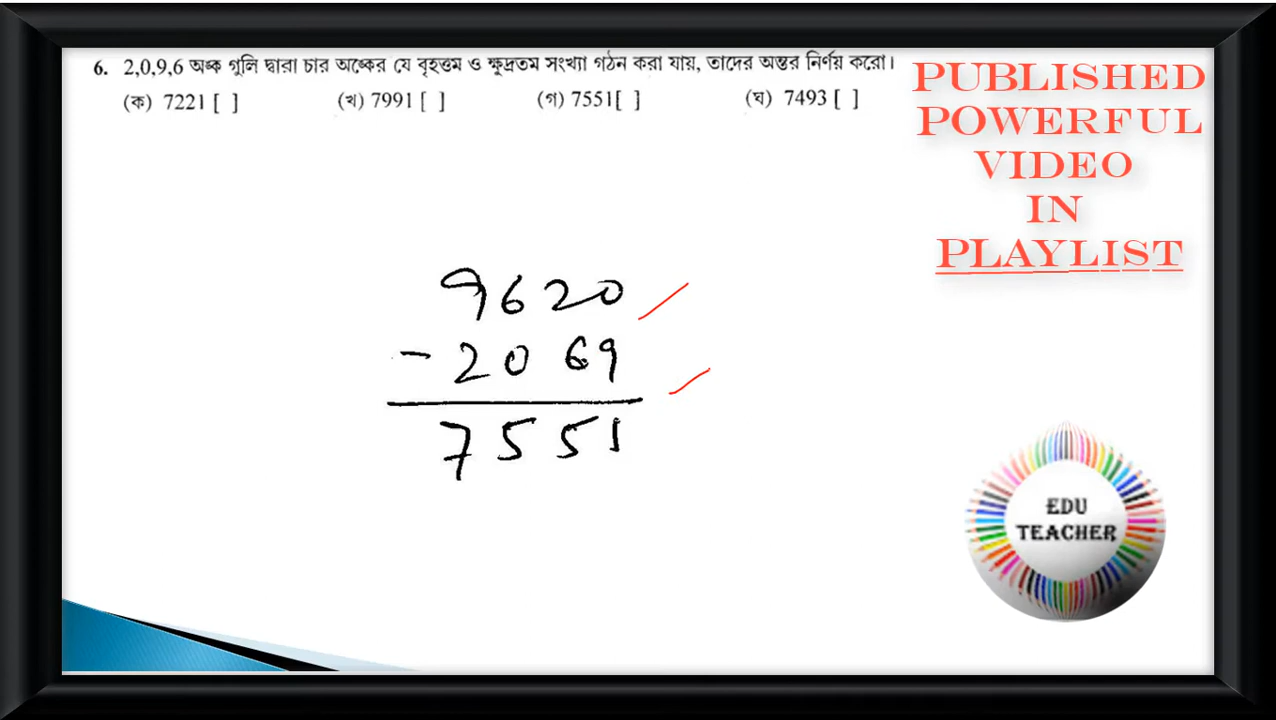 6. 2,0,9,6 অঙ্ক গুলি দ্বারা চার অঙ্কের যে বৃহত্তম ও ক্ষুদ্রতম সংখ্যা গঠন করা যায়, তাদের অন্তর নির্ণয় করো।
(ক) 7221 [ ] (খ) 7991 [ ] (গ) 7551[ ] (ঘ) 7493 [ ]
PUBLISHED
POWERFUL
VIDEO
IN
PLAYLIST
9620
- 2069
7551
EDU
TEACHER